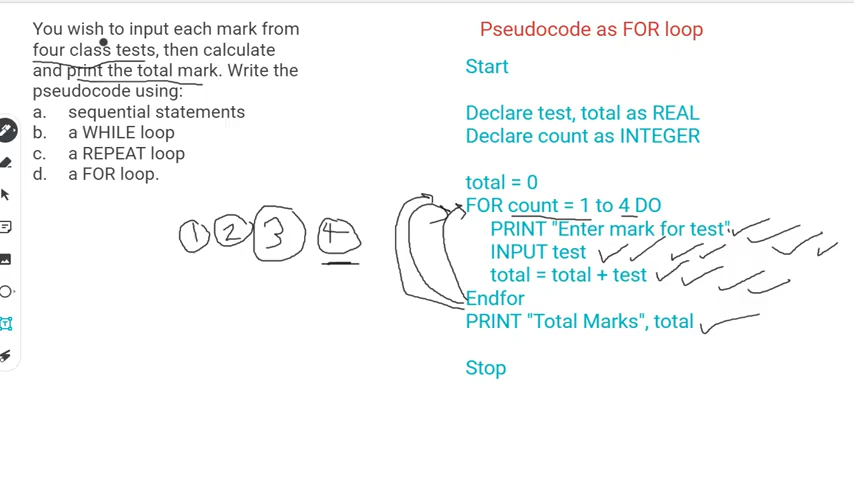 You wish to input each mark from
four class tests, then calculate
and print the total mark. Write the
pseudocode using:
a. sequential statements
b. a WHILE loop
c. a REPEAT loop
d. a FOR loop.
1 2 3 4
Pseudocode as FOR loop
Start
Declare test, total as REAL
Declare count as INTEGER
total = 0
FOR count = 1 to 4 DO
PRINT "Enter mark for test"
INPUT test
total = total + test
Endfor
PRINT "Total Marks", total
Stop